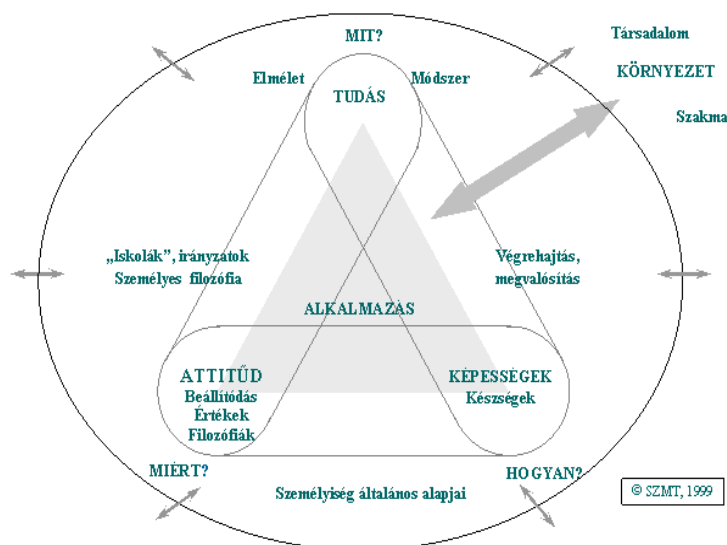 MIT?
Társadalom
Elmélet
Módszer
KÖRNYEZET
TUDÁS
Szakma
„Iskolák”, irányzatok
Személyes filozófia
Végrehajtás,
megvalósítás
ALKALMAZÁS
ATTITŰD
Beállítódás
Értékek
Filozófiák
KÉPESSÉGEK
Készségek
MIÉRT?
HOGYAN?
Személyiség általános alapjai
© SZMT, 1999